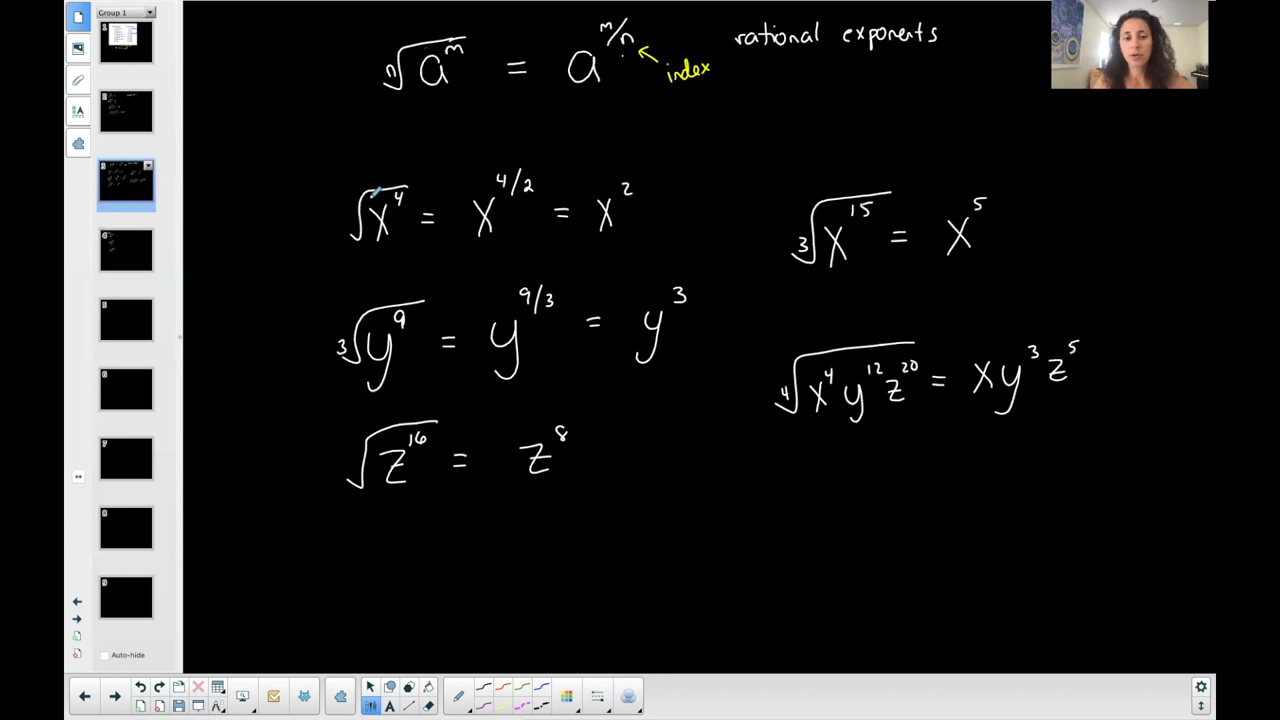 Group 1
rational exponents
ⁿ√aᵐ = a^(m/n)
index
√x⁴ = x^(4/2) = x²
³√x¹⁵ = x⁵
³√y⁹ = y^(9/3) = y³
⁴√x⁴y¹²z²⁰ = xy³z⁵
√z¹⁶ = z⁸
Auto-hide